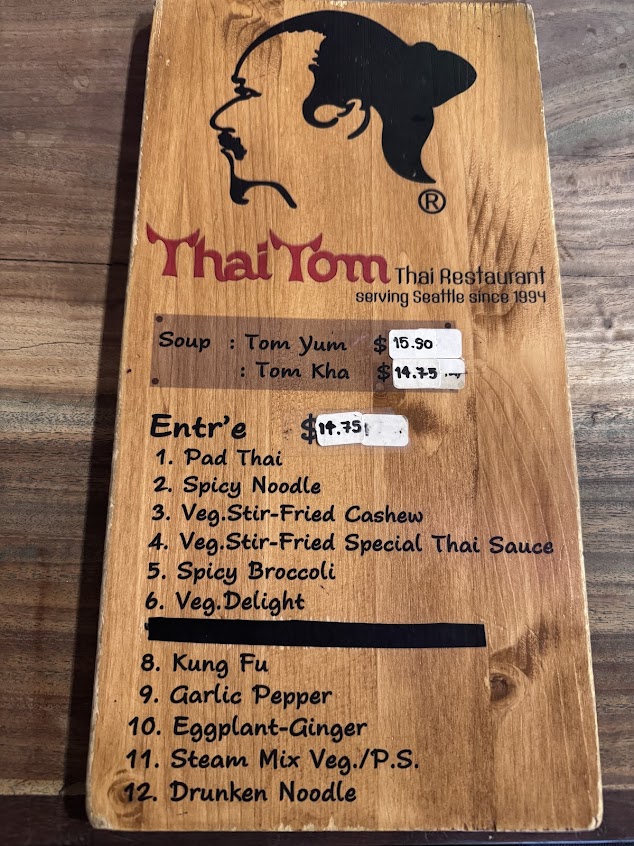 ®
Thai Tom Thai Restaurant
serving Seattle since 1994
Soup : Tom Yum $ 15.90
: Tom Kha $ 14.75
Entr'e $ 14.75
1. Pad Thai
2. Spicy Noodle
3. Veg.Stir-Fried Cashew
4. Veg.Stir-Fried Special Thai Sauce
5. Spicy Broccoli
6. Veg.Delight
8. Kung Fu
9. Garlic Pepper
10. Eggplant-Ginger
11. Steam Mix Veg./P.S.
12. Drunken Noodle